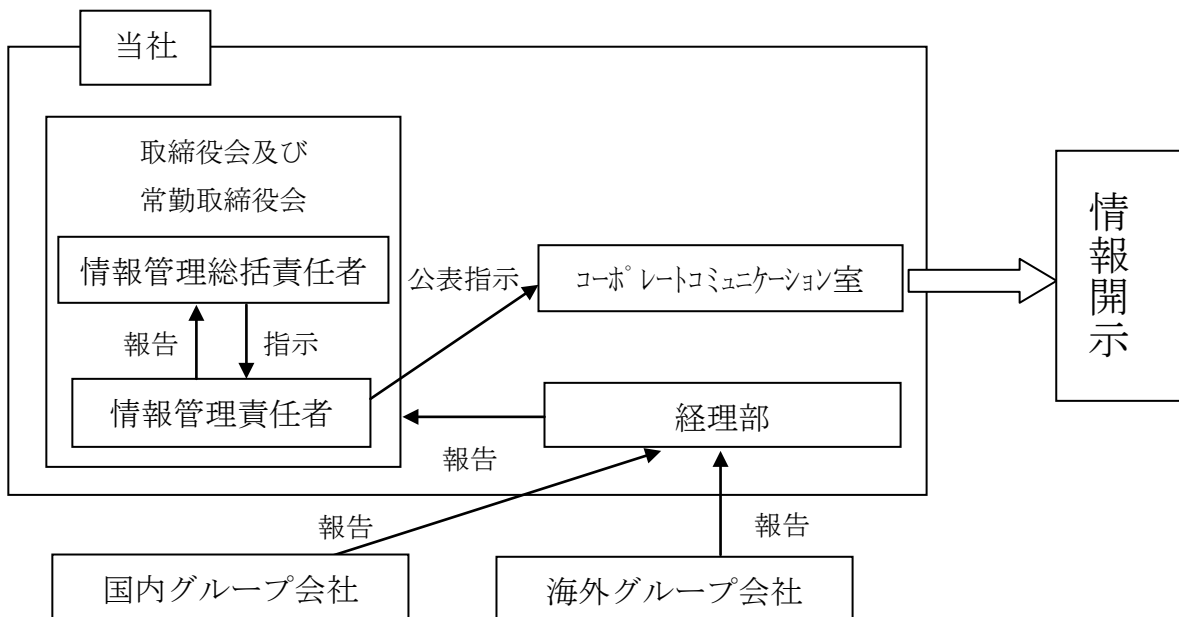 当社
取締役会及び
常勤取締役会
情報管理総括責任者
報告
指示
情報管理責任者
公表指示
コーポレートコミュニケーション室
情報開示
経理部
報告
報告
報告
国内グループ会社
海外グループ会社